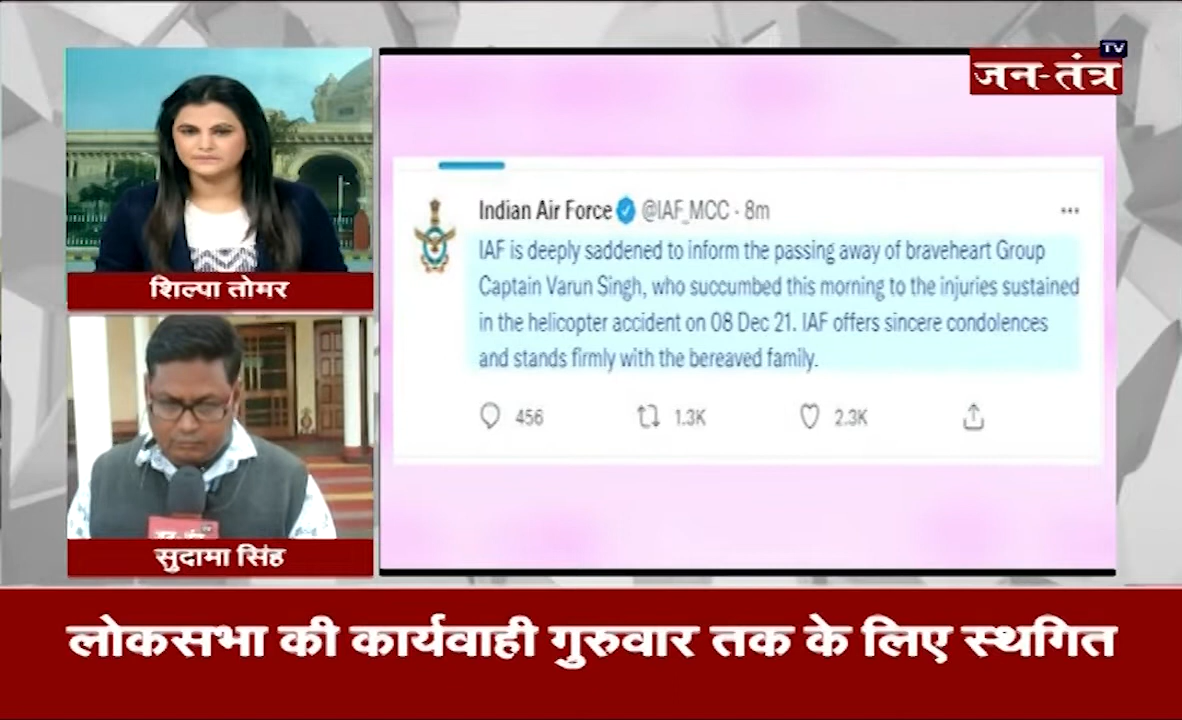 TV
जन-तंत्र
शिल्पा तोमर
सुदामा सिंह
Indian Air Force @IAF_MCC · 8m
IAF is deeply saddened to inform the passing away of braveheart Group
Captain Varun Singh, who succumbed this morning to the injuries sustained
in the helicopter accident on 08 Dec 21. IAF offers sincere condolences
and stands firmly with the bereaved family.
456 1.3K 2.3K
लोकसभा की कार्यवाही गुरुवार तक के लिए स्थगित